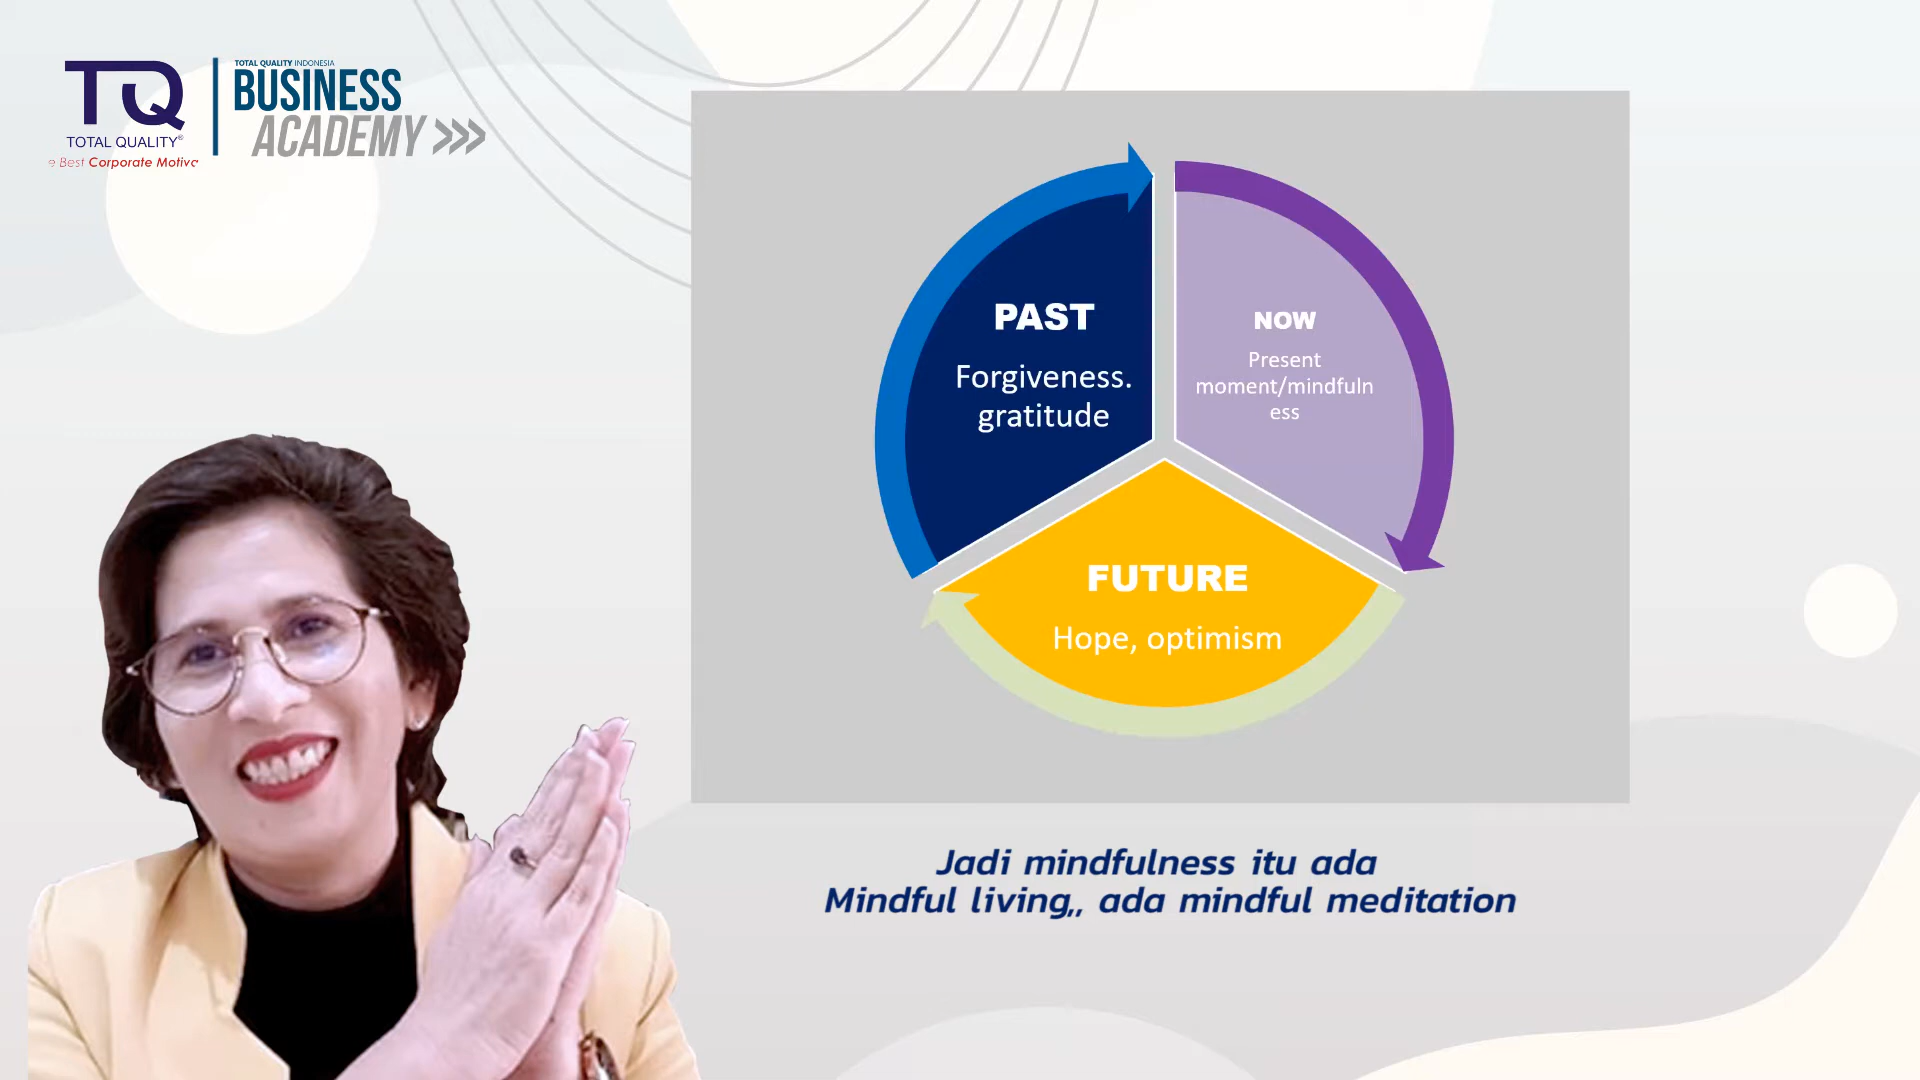 TQ
TOTAL QUALITY®
e Best Corporate Motiva
TOTAL QUALITY INDONESIA
BUSINESS
ACADEMY >>>
PAST
Forgiveness.
gratitude
NOW
Present
moment/mindfuln
ess
FUTURE
Hope, optimism
Jadi mindfulness itu ada
Mindful living,, ada mindful meditation